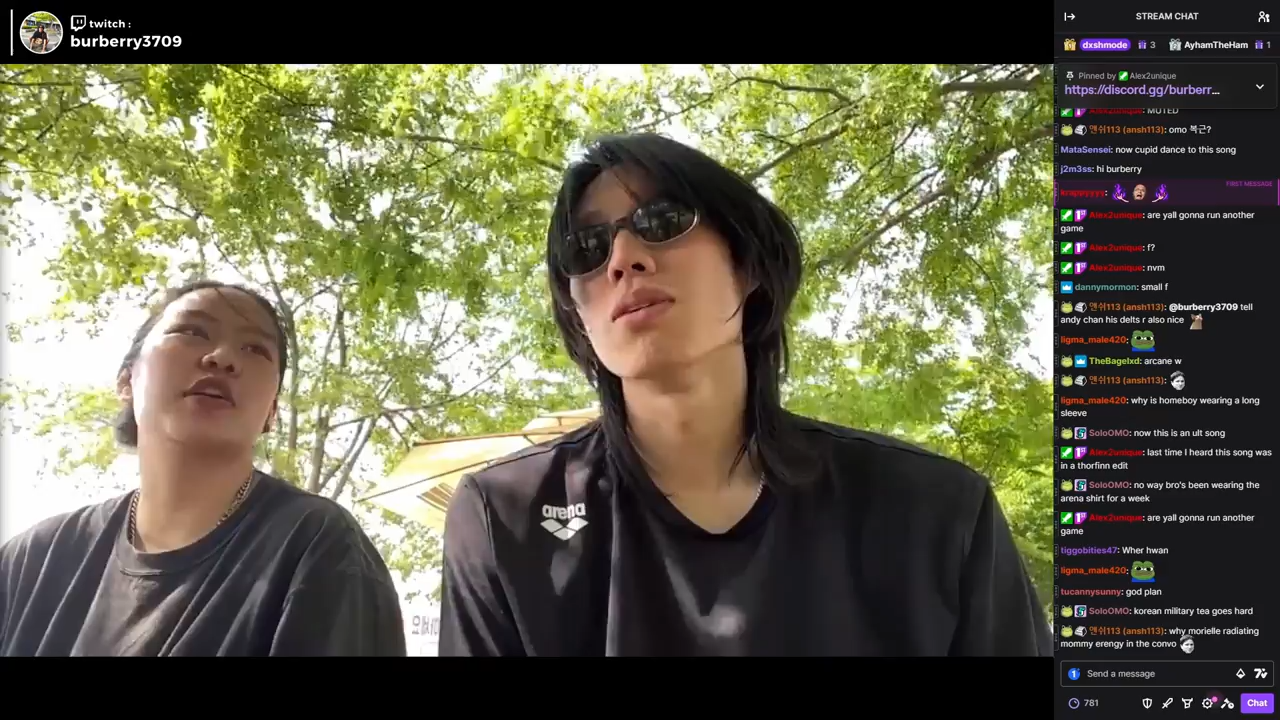 twitch :
burberry3709
arena
STREAM CHAT
dxshmode 3 AyhamTheHam 1
Pinned by Alex2unique
https://discord.gg/burberr...
Alex2unique: MUTED
맨쉬113 (ansh113): omo 복근?
MataSensei: now cupid dance to this song
j2m3ss: hi burberry
FIRST MESSAGE
Alex2unique: are yall gonna run another
game
Alex2unique: f?
Alex2unique: nvm
dannymormon: small f
맨쉬113 (ansh113): @burberry3709 tell
andy chan his delts r also nice
ligma_male420:
TheBagelxd: arcane w
맨쉬113 (ansh113):
ligma_male420: why is homeboy wearing a long
sleeve
SoloOMO: now this is an ult song
Alex2unique: last time I heard this song was
in a thorfinn edit
SoloOMO: no way bro's been wearing the
arena shirt for a week
Alex2unique: are yall gonna run another
game
tiggobities47: Wher hwan
ligma_male420:
tucannysunny: god plan
SoloOMO: korean military tea goes hard
맨쉬113 (ansh113): why morielle radiating
mommy erengy in the convo
1 Send a message
781
Chat